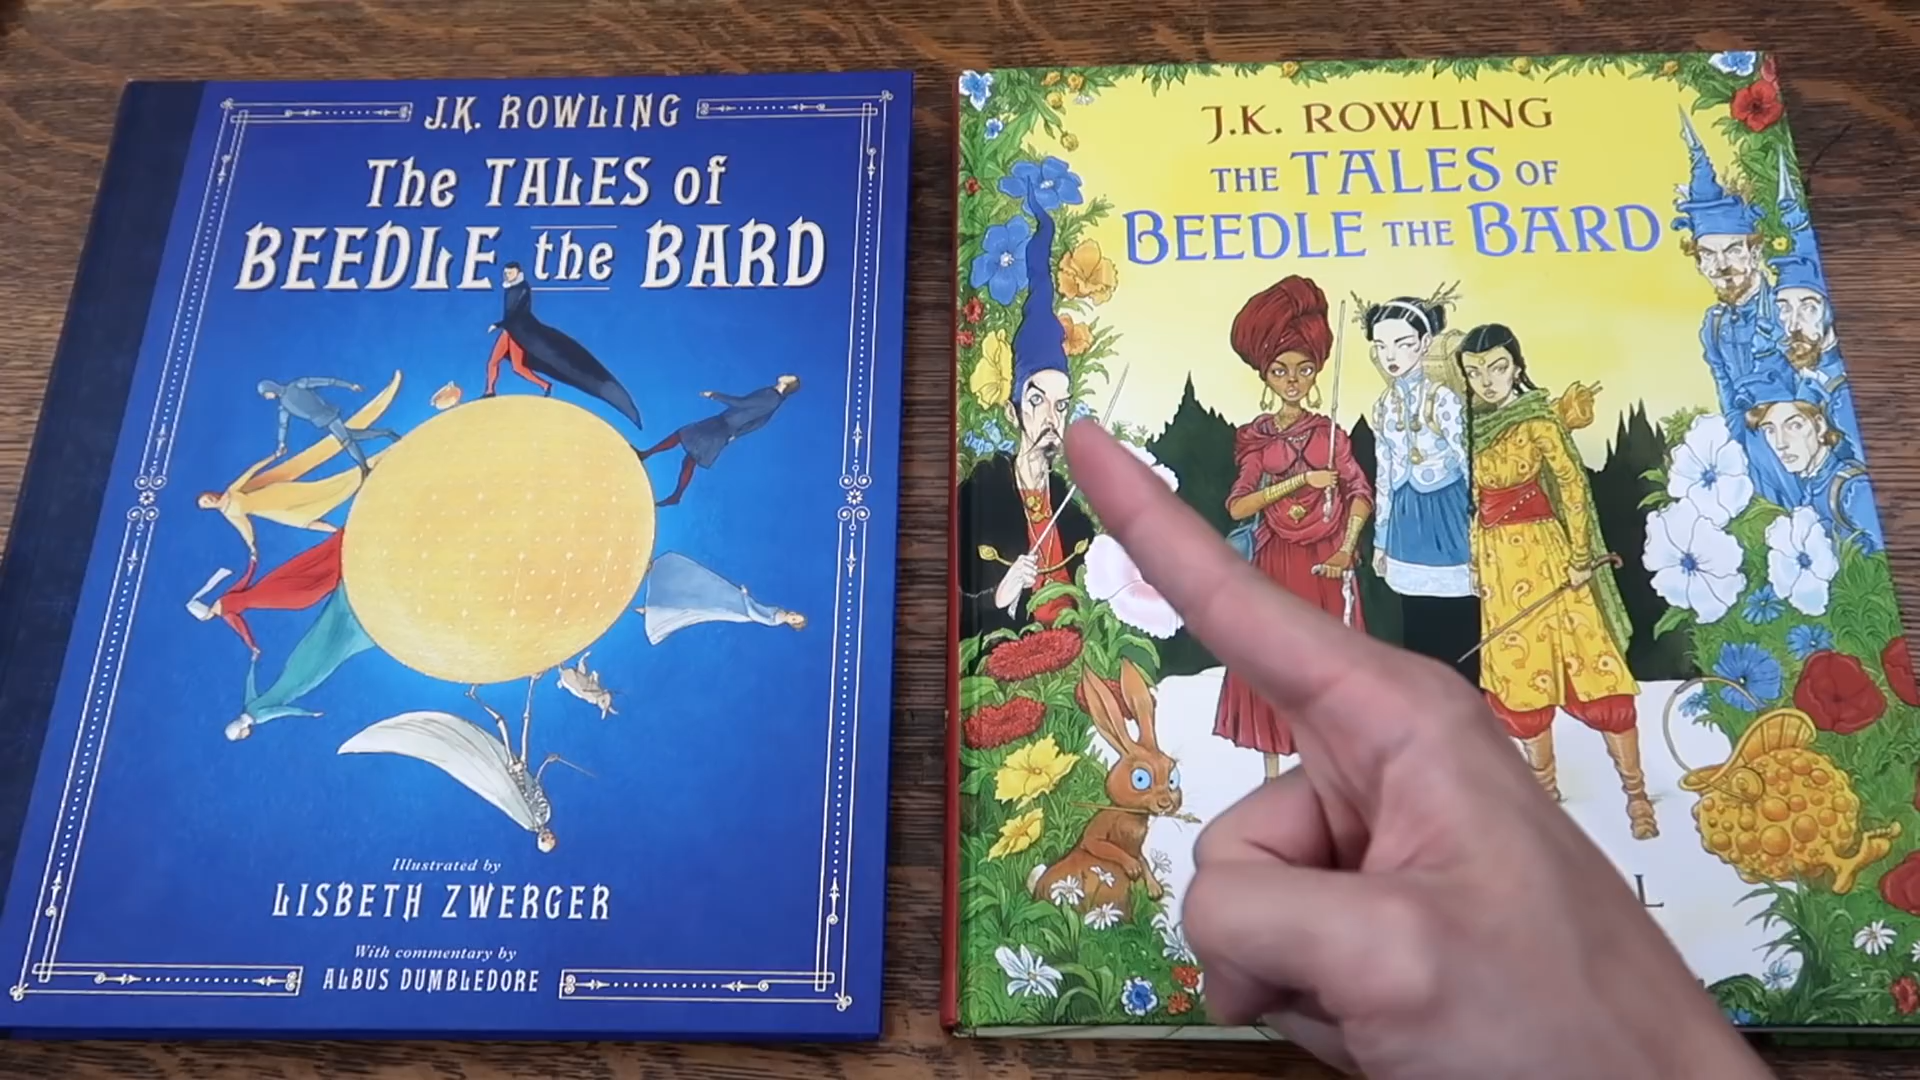 J.K. ROWLING
The TALES of
BEEDLE the BARD
Illustrated by
LISBETH ZWERGER
With commentary by
ALBUS DUMBLEDORE
J.K. ROWLING
THE TALES OF
BEEDLE THE BARD